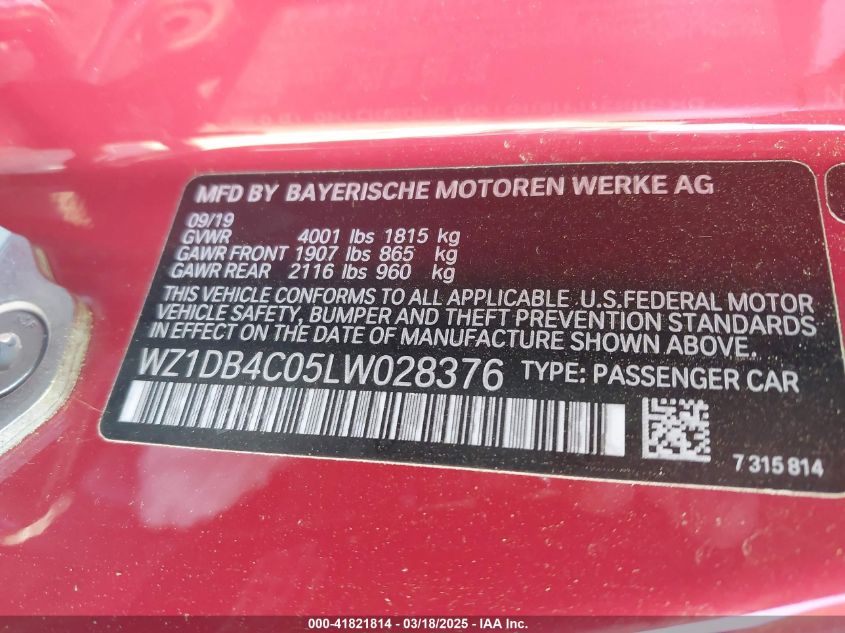 MFD BY BAYERISCHE MOTOREN WERKE AG
09/19
GVWR 4001 lbs 1815 kg
GAWR FRONT 1907 lbs 865 kg
GAWR REAR 2116 lbs 960 kg
THIS VEHICLE CONFORMS TO ALL APPLICABLE U.S.FEDERAL MOTOR
VEHICLE SAFETY, BUMPER AND THEFT PREVENTION STANDARDS
IN EFFECT ON THE DATE OF MANUFACTURE SHOWN ABOVE.
WZ1DB4C05LW028376 TYPE: PASSENGER CAR
7 315 814
000-41821814 - 03/18/2025 - IAA Inc.